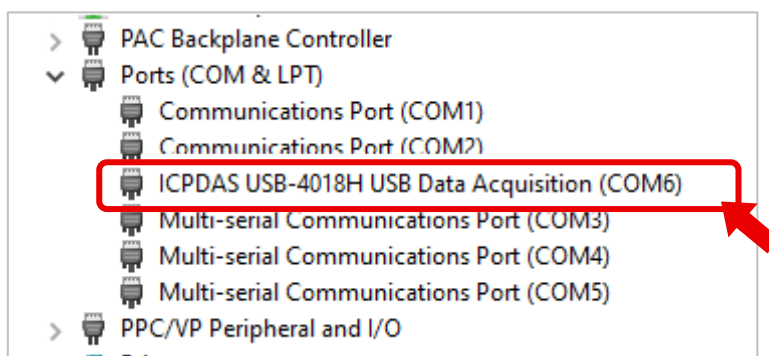 PAC Backplane Controller
Ports (COM & LPT)
Communications Port (COM1)
Communications Port (COM2)
ICPDAS USB-4018H USB Data Acquisition (COM6)
Multi-serial Communications Port (COM3)
Multi-serial Communications Port (COM4)
Multi-serial Communications Port (COM5)
PPC/VP Peripheral and I/O